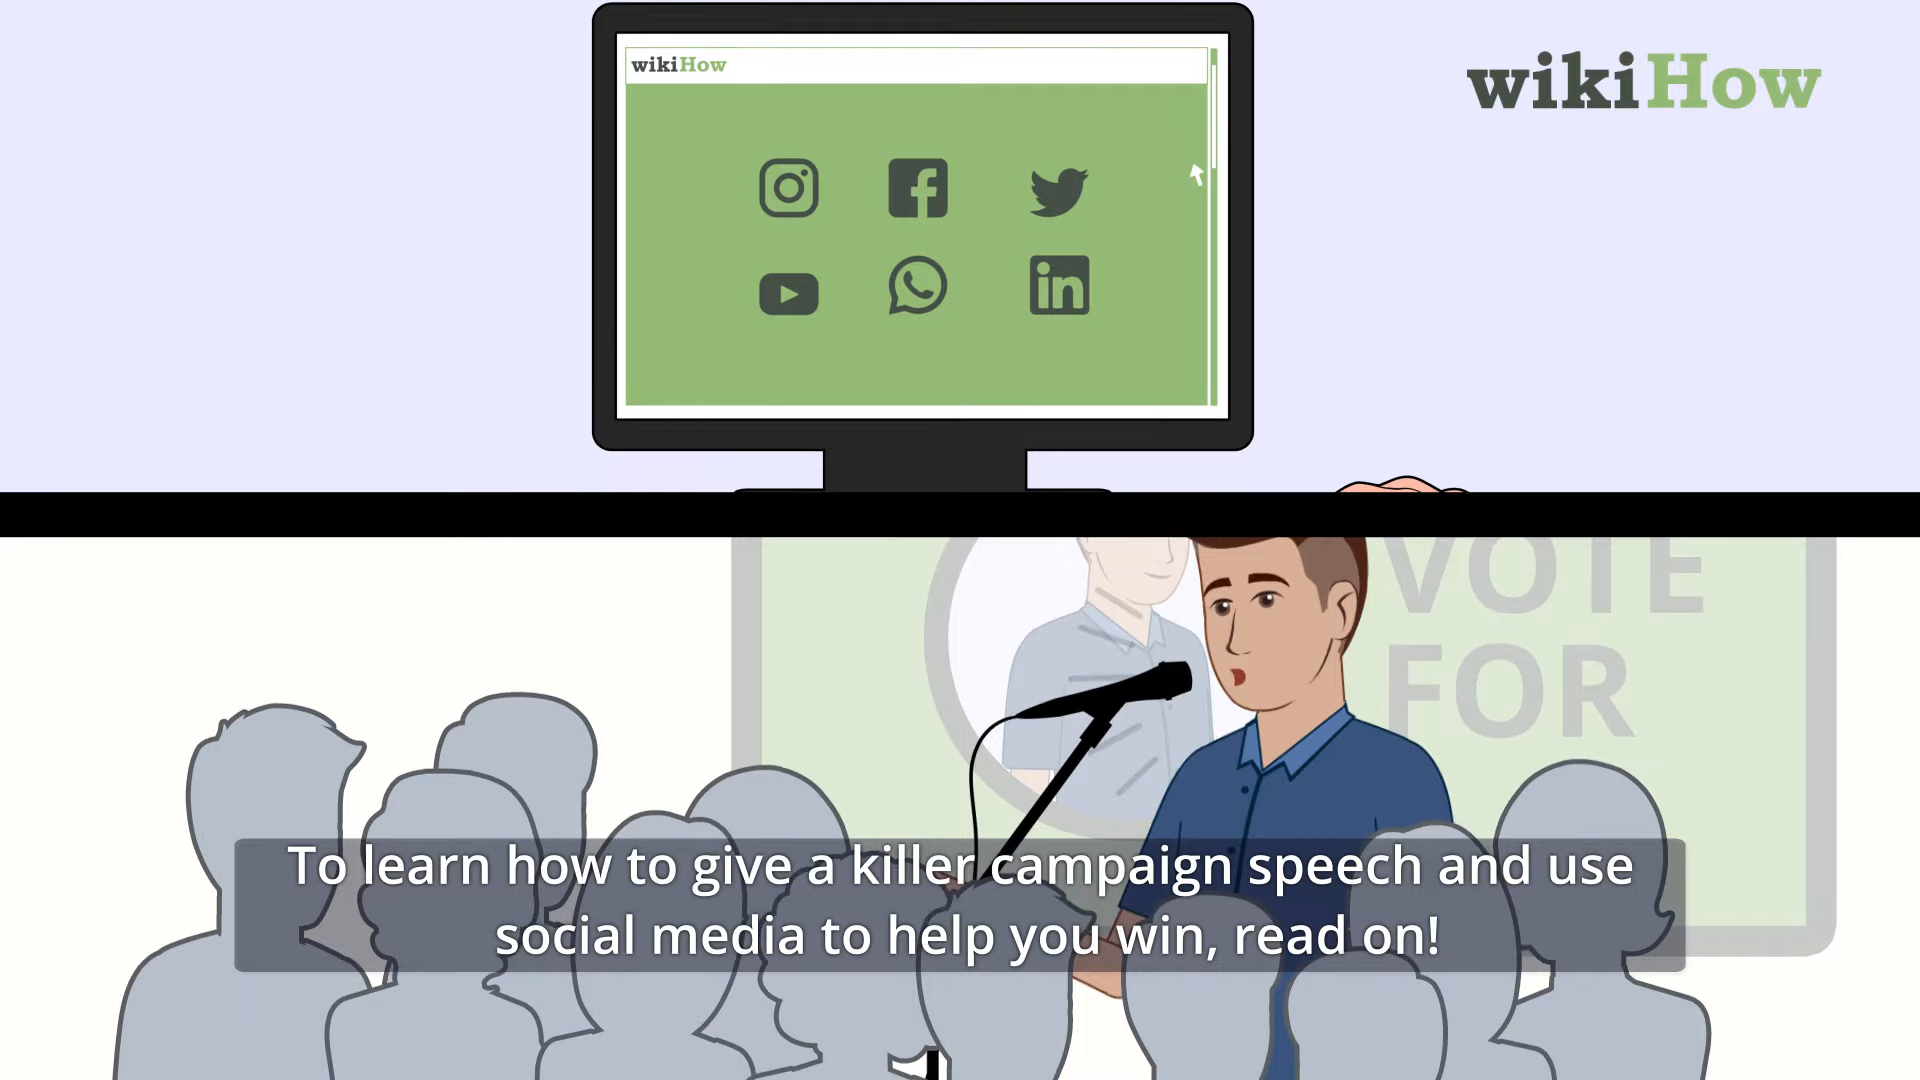 wikiHow
wikiHow
VOTE
FOR
To learn how to give a killer campaign speech and use
social media to help you win, read on!